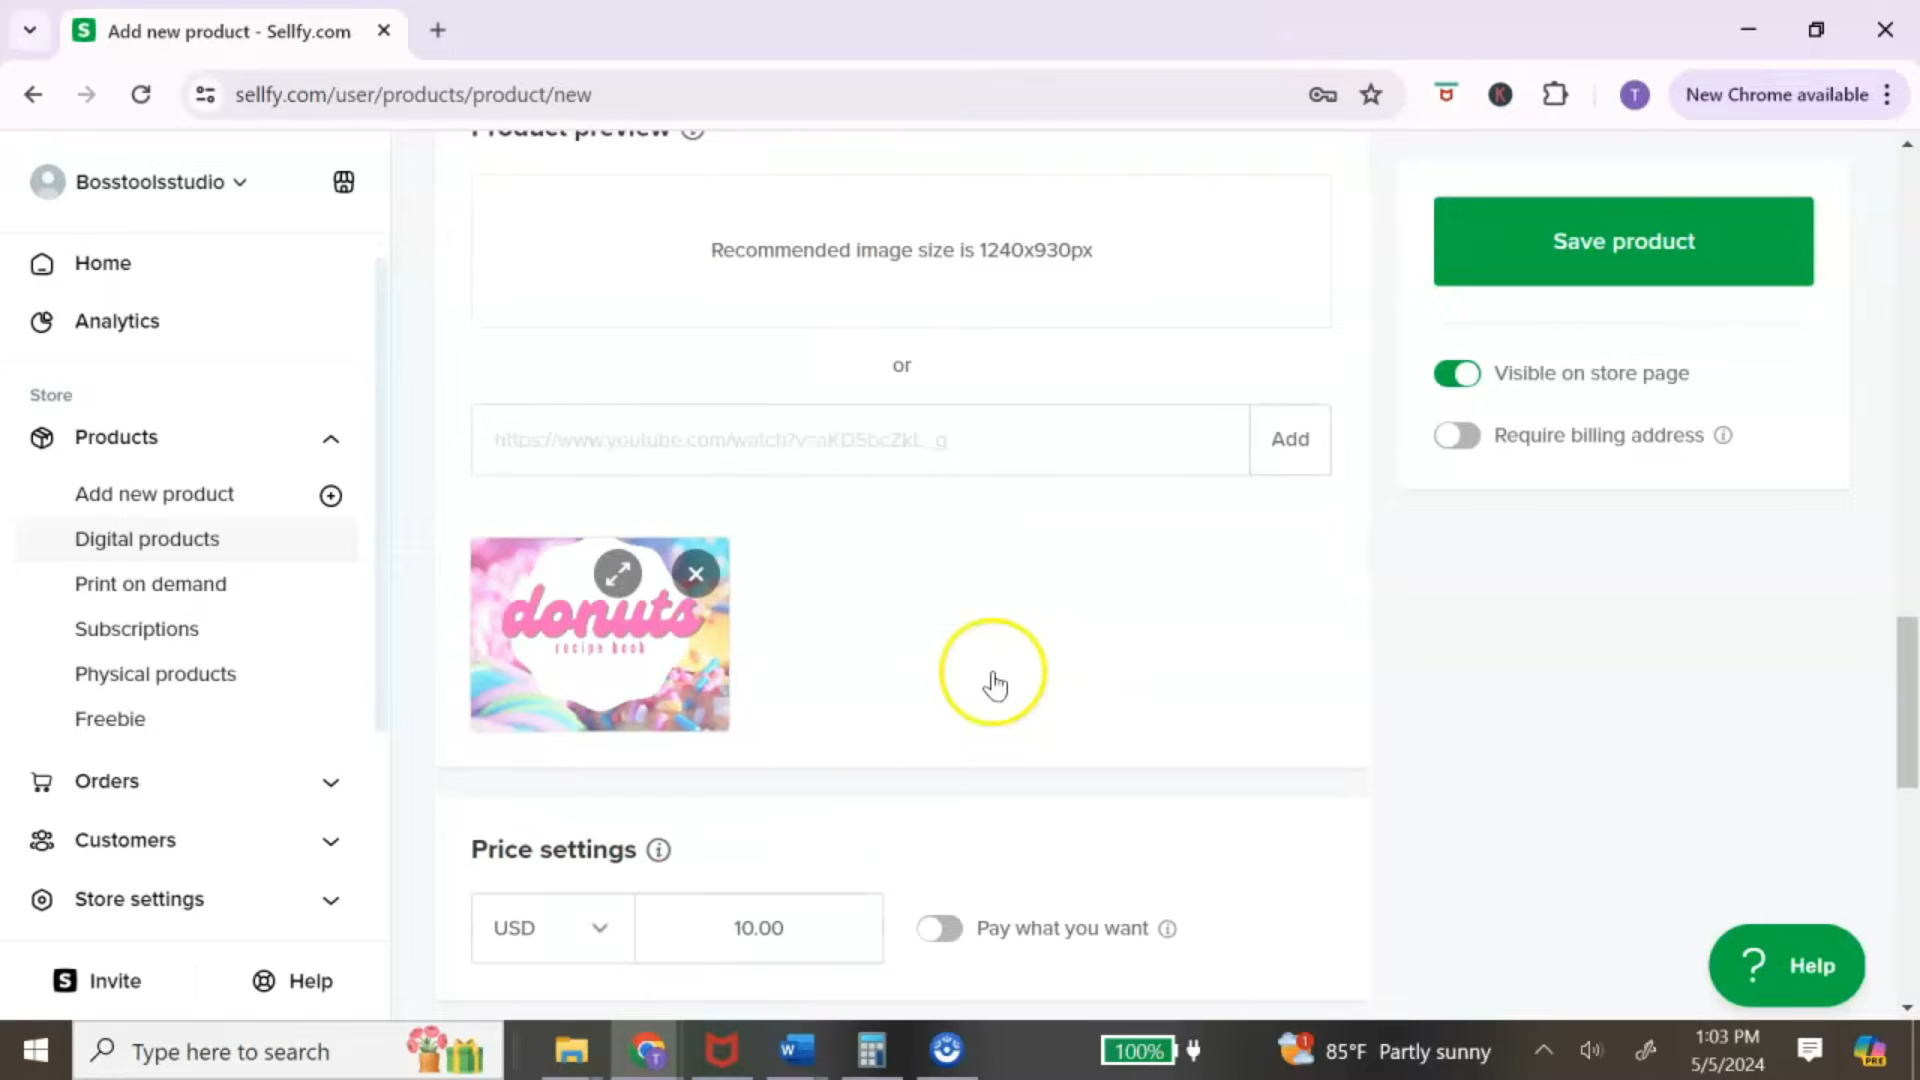 Add new product - Sellfy.com
sellfy.com/user/products/product/new
New Chrome available
T
Bosstoolsstudio
Home
Analytics
Store
Products
Add new product
Digital products
Print on demand
Subscriptions
Physical products
Freebie
Orders
Customers
Store settings
Invite
Help
Product preview
Recommended image size is 1240x930px
or
Add
donuts
recipe book
Price settings
USD
10.00
Pay what you want
Save product
Visible on store page
Require billing address
? Help
Type here to search
100%
85°F Partly sunny
1:03 PM
5/5/2024